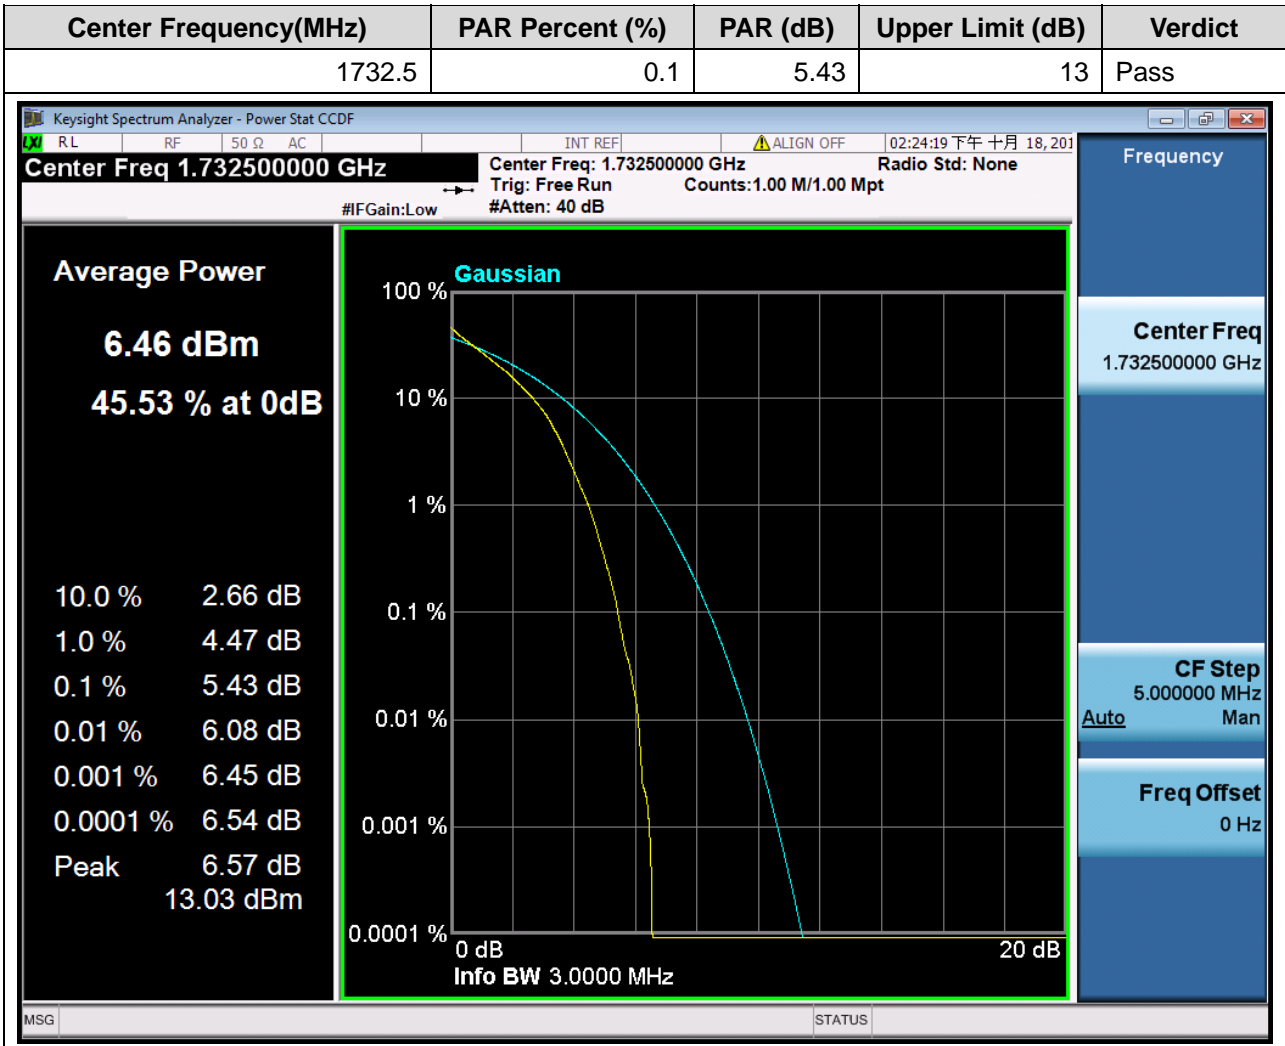 Center Frequency(MHz) PAR Percent (%) PAR (dB) Upper Limit (dB) Verdict
1732.5 0.1 5.43 13 Pass
Keysight Spectrum Analyzer - Power Stat CCDF
LXI RL RF 50 Ω AC INT REF ALIGN OFF 02:24:19 下午 十月 18, 201
Center Freq 1.732500000 GHz
Center Freq: 1.732500000 GHz Radio Std: None
Trig: Free Run Counts:1.00 M/1.00 Mpt
#IFGain:Low #Atten: 40 dB
Average Power
6.46 dBm
45.53 % at 0dB
10.0 % 2.66 dB
1.0 % 4.47 dB
0.1 % 5.43 dB
0.01 % 6.08 dB
0.001 % 6.45 dB
0.0001 % 6.54 dB
Peak 6.57 dB
13.03 dBm
Gaussian
100 %
10 %
1 %
0.1 %
0.01 %
0.001 %
0.0001 %
0 dB 20 dB
Info BW 3.0000 MHz
Frequency
Center Freq
1.732500000 GHz
CF Step
5.000000 MHz
Auto Man
Freq Offset
0 Hz
MSG STATUS